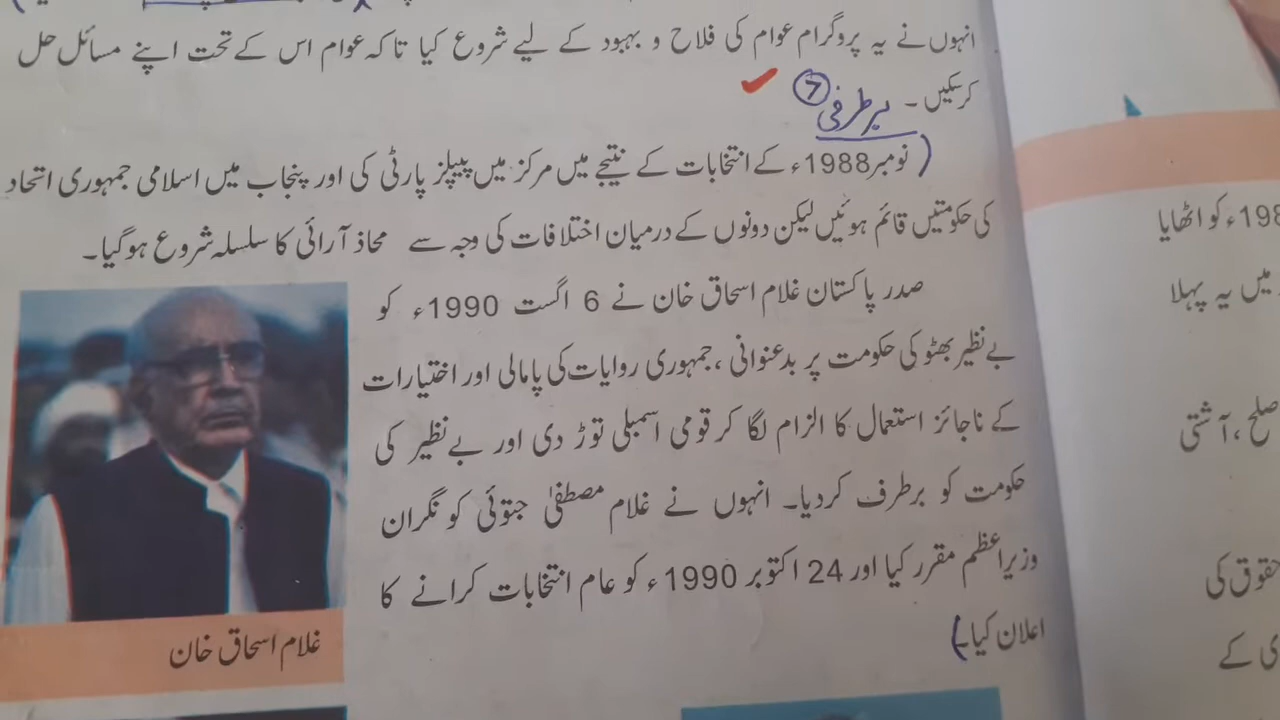 انہوں نے یہ پروگرام عوام کی فلاح و بہبود کے لیے شروع کیا تاکہ عوام اس کے تحت اپنے مسائل حل
کرسکیں۔
7 برطرفی
نومبر 1988ء کے انتخابات کے نتیجے میں مرکز میں پیپلز پارٹی کی اور پنجاب میں اسلامی جمہوری اتحاد
کی حکومتیں قائم ہوئیں لیکن دونوں کے درمیان اختلافات کی وجہ سے محاذ آرائی کا سلسلہ شروع ہوگیا۔
صدر پاکستان غلام اسحاق خان نے 6 اگست 1990ء کو
بے نظیر بھٹو کی حکومت پر بدعنوانی، جمہوری روایات کی پامالی اور اختیارات
کے ناجائز استعمال کا الزام لگا کر قومی اسمبلی توڑ دی اور بے نظیر کی
حکومت کو برطرف کردیا۔ انہوں نے غلام مصطفیٰ جتوئی کو نگران
وزیراعظم مقرر کیا اور 24 اکتوبر 1990ء کو عام انتخابات کرانے کا
اعلان کیا۔
غلام اسحاق خان
ء کو اٹھایا
میں یہ پہلا
صلح، آشتی
حقوق کی
کے